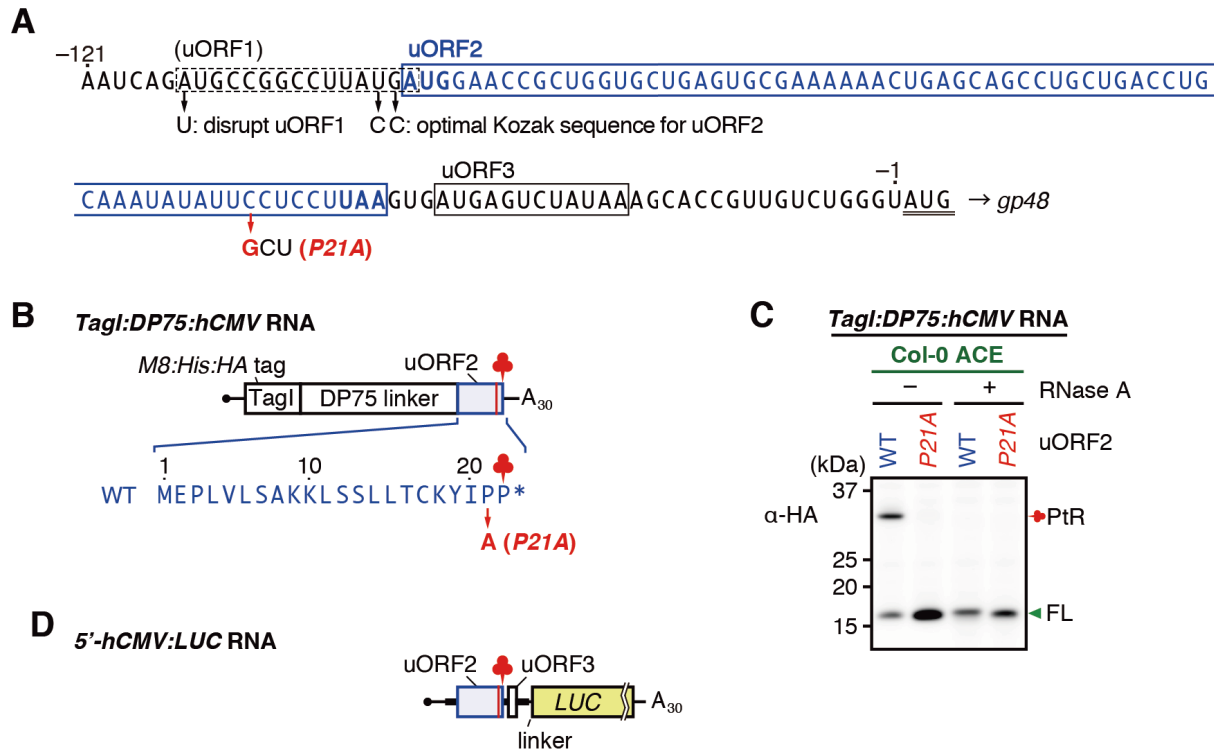 A
−121
(uORF1)
uORF2
AAUCAGAUGCCGGCCUUAUGAUGGAACCGCUGGUGCUGAGUGCGAAAAAACUGAGCAGCCUGCUGACCUG
U: disrupt uORF1
CC: optimal Kozak sequence for uORF2
uORF3
−1
CAAAUAUAUUCCUCCUUAAGUGAUGAGUCUAUAAAGCACCGUUGUCUGGGUAUG → gp48
GCU (P21A)
B
TagI:DP75:hCMV RNA
M8:His:HA tag
uORF2
TagI
DP75 linker
A30
1 10 20
WT MEPLVLSAKKLSSLLTCKYIPP*
A (P21A)
C
TagI:DP75:hCMV RNA
Col-0 ACE
− + RNase A
WT P21A WT P21A uORF2
(kDa)
37
α-HA
PtR
25
20
FL
15
D
5’-hCMV:LUC RNA
uORF2
uORF3
LUC
A30
linker